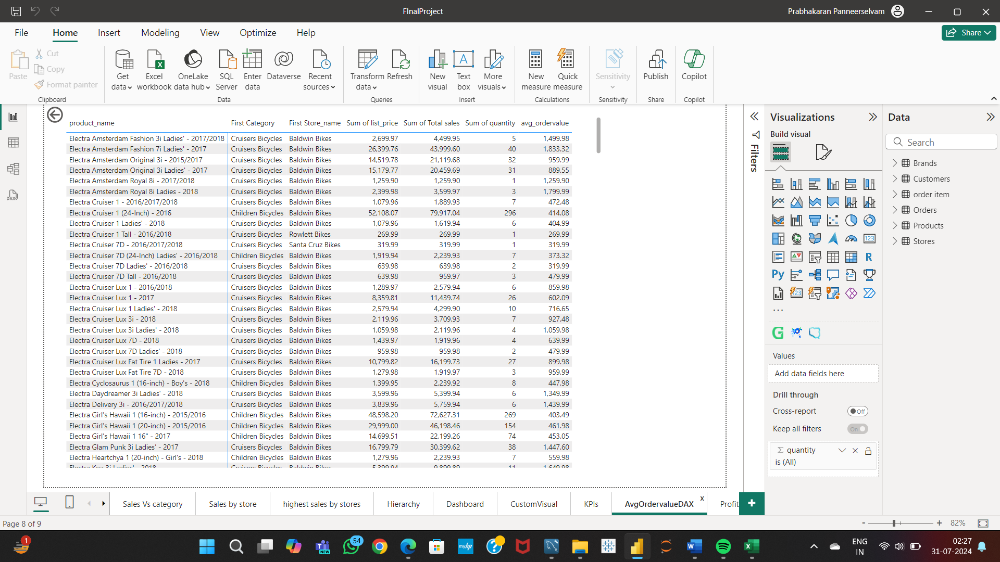 FInalProject
Prabhakaran Panneerselvam
File Home Insert Modeling View Optimize Help
Share
Paste
Cut
Copy
Format painter
Clipboard
Get data
Excel workbook
OneLake data hub
SQL Server
Enter data
Dataverse
Recent sources
Data
Transform data
Refresh
Queries
New visual
Text box
More visuals
Insert
New measure
Quick measure
Calculations
Sensitivity
Sensitivity
Publish
Share
Copilot
Copilot
product_name First Category First Store_name Sum of list_price Sum of Total sales Sum of quantity avg_ordervalue
Electra Amsterdam Fashion 3i Ladies' - 2017/2018 Cruisers Bicycles Baldwin Bikes 2,699.97 4,499.95 5 1,499.98
Electra Amsterdam Fashion 7i Ladies' - 2017 Cruisers Bicycles Baldwin Bikes 26,399.76 43,999.60 40 1,833.32
Electra Amsterdam Original 3i - 2015/2017 Cruisers Bicycles Baldwin Bikes 14,519.78 21,119.68 32 959.99
Electra Amsterdam Original 3i Ladies' - 2017 Cruisers Bicycles Baldwin Bikes 15,179.77 20,459.69 31 889.55
Electra Amsterdam Royal 8i - 2017/2018 Cruisers Bicycles Baldwin Bikes 1,259.90 1,259.90 1 1,259.90
Electra Amsterdam Royal 8i Ladies - 2018 Cruisers Bicycles Baldwin Bikes 2,399.98 3,599.97 3 1,799.99
Electra Cruiser 1 - 2016/2017/2018 Cruisers Bicycles Baldwin Bikes 1,079.96 1,889.93 7 472.48
Electra Cruiser 1 (24-Inch) - 2016 Children Bicycles Baldwin Bikes 52,108.07 79,917.04 296 414.08
Electra Cruiser 1 Ladies' - 2018 Cruisers Bicycles Baldwin Bikes 1,079.96 1,619.94 6 404.99
Electra Cruiser 1 Tall - 2016/2018 Cruisers Bicycles Rowlett Bikes 269.99 269.99 1 269.99
Electra Cruiser 7D - 2016/2017/2018 Cruisers Bicycles Santa Cruz Bikes 319.99 319.99 1 319.99
Electra Cruiser 7D (24-Inch) Ladies' - 2016/2018 Children Bicycles Baldwin Bikes 1,919.94 2,239.93 7 373.32
Electra Cruiser 7D Ladies' - 2016/2018 Cruisers Bicycles Baldwin Bikes 639.98 639.98 2 319.99
Electra Cruiser 7D Tall - 2016/2018 Cruisers Bicycles Baldwin Bikes 639.98 959.97 3 479.99
Electra Cruiser Lux 1 - 2016/2018 Cruisers Bicycles Baldwin Bikes 1,289.97 2,579.94 6 859.98
Electra Cruiser Lux 1 - 2017 Cruisers Bicycles Baldwin Bikes 8,359.81 11,439.74 26 602.09
Electra Cruiser Lux 1 Ladies' - 2018 Cruisers Bicycles Baldwin Bikes 2,579.94 4,299.90 10 716.65
Electra Cruiser Lux 3i - 2018 Cruisers Bicycles Baldwin Bikes 2,119.96 3,709.93 7 927.48
Electra Cruiser Lux 3i Ladies' - 2018 Cruisers Bicycles Baldwin Bikes 1,059.98 2,119.96 4 1,059.98
Electra Cruiser Lux 7D - 2018 Cruisers Bicycles Baldwin Bikes 1,439.97 1,919.96 4 639.99
Electra Cruiser Lux 7D Ladies' - 2018 Cruisers Bicycles Baldwin Bikes 959.98 959.98 2 479.99
Electra Cruiser Lux Fat Tire 1 Ladies - 2017 Cruisers Bicycles Baldwin Bikes 10,799.82 16,199.73 27 899.98
Electra Cruiser Lux Fat Tire 7D - 2018 Cruisers Bicycles Baldwin Bikes 1,279.98 1,919.97 3 959.99
Electra Cyclosaurus 1 (16-inch) - Boy's - 2018 Children Bicycles Baldwin Bikes 1,399.95 2,239.92 8 447.98
Electra Daydreamer 3i Ladies' - 2018 Cruisers Bicycles Baldwin Bikes 3,599.96 5,399.94 6 1,349.99
Electra Delivery 3i - 2016/2017/2018 Cruisers Bicycles Baldwin Bikes 3,839.96 5,759.94 6 1,439.99
Electra Girl's Hawaii 1 (16-inch) - 2015/2016 Children Bicycles Baldwin Bikes 48,598.20 72,627.31 269 403.49
Electra Girl's Hawaii 1 (20-inch) - 2015/2016 Children Bicycles Baldwin Bikes 29,999.00 46,198.46 154 461.98
Electra Girl's Hawaii 1 16" - 2017 Children Bicycles Baldwin Bikes 14,699.51 22,199.26 74 453.05
Electra Glam Punk 3i Ladies' - 2017 Cruisers Bicycles Baldwin Bikes 16,799.79 30,399.62 38 1,447.60
Electra Heartchya 1 (20-inch) - Girl's - 2018 Children Bicycles Baldwin Bikes 1,279.96 2,239.93 7 559.98
Electra Koa 3i Ladies' - 2018 Cruisers Bicycles Baldwin Bikes 5,399.94 9,899.89 11 1,649.98
DAX
Filters
Visualizations
Build visual
123
R
Py
123
...
G
Values
Add data fields here
Drill through
Cross-report Off
Keep all filters On
Σ quantity
is (All)
Data
Search
Brands
Customers
order item
Orders
Products
Stores
Sales Vs category Sales by store highest sales by stores Hierarchy Dashboard CustomVisual KPIs AvgOrdervalueDAX x Profit +
Page 8 of 9
- + 82%
1
NEW
54
myhp
ENG
IN
02:27
31-07-2024